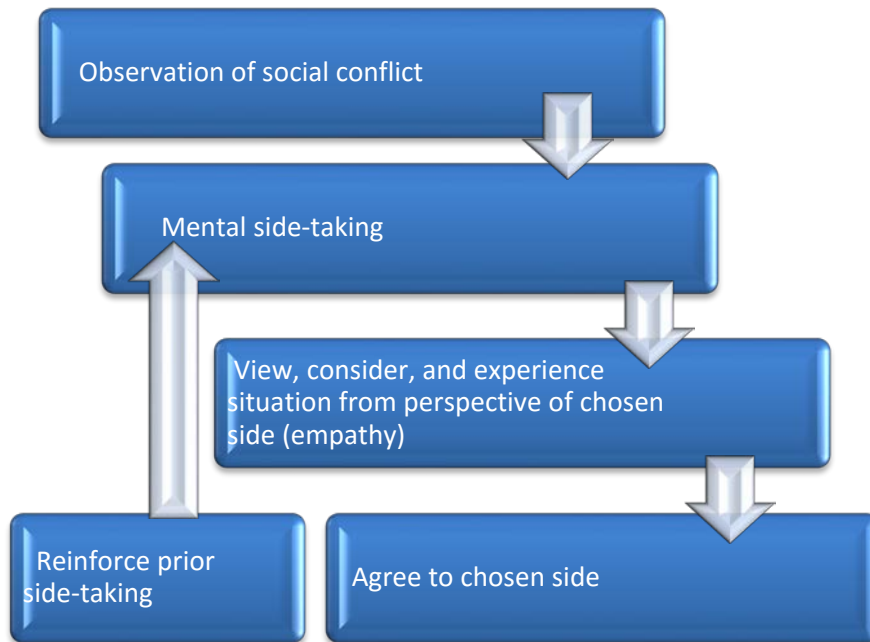 Observation of social conflict
Mental side-taking
View, consider, and experience
situation from perspective of chosen
side (empathy)
Reinforce prior
side-taking
Agree to chosen side